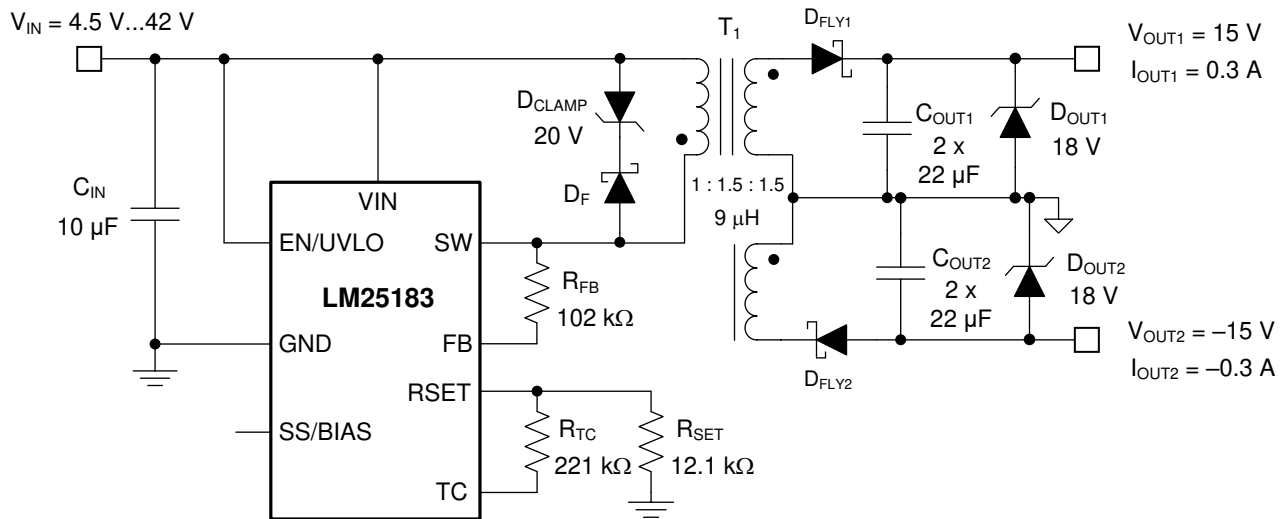 V_IN = 4.5 V...42 V
D_FLY1
T_1
V_OUT1 = 15 V
I_OUT1 = 0.3 A
D_CLAMP
20 V
C_OUT1
2 x
22 µF
D_OUT1
18 V
C_IN
10 µF
D_F
1 : 1.5 : 1.5
9 µH
VIN
EN/UVLO
SW
LM25183
R_FB
102 kΩ
C_OUT2
2 x
22 µF
D_OUT2
18 V
GND
FB
V_OUT2 = –15 V
I_OUT2 = –0.3 A
D_FLY2
RSET
SS/BIAS
R_TC
221 kΩ
R_SET
12.1 kΩ
TC